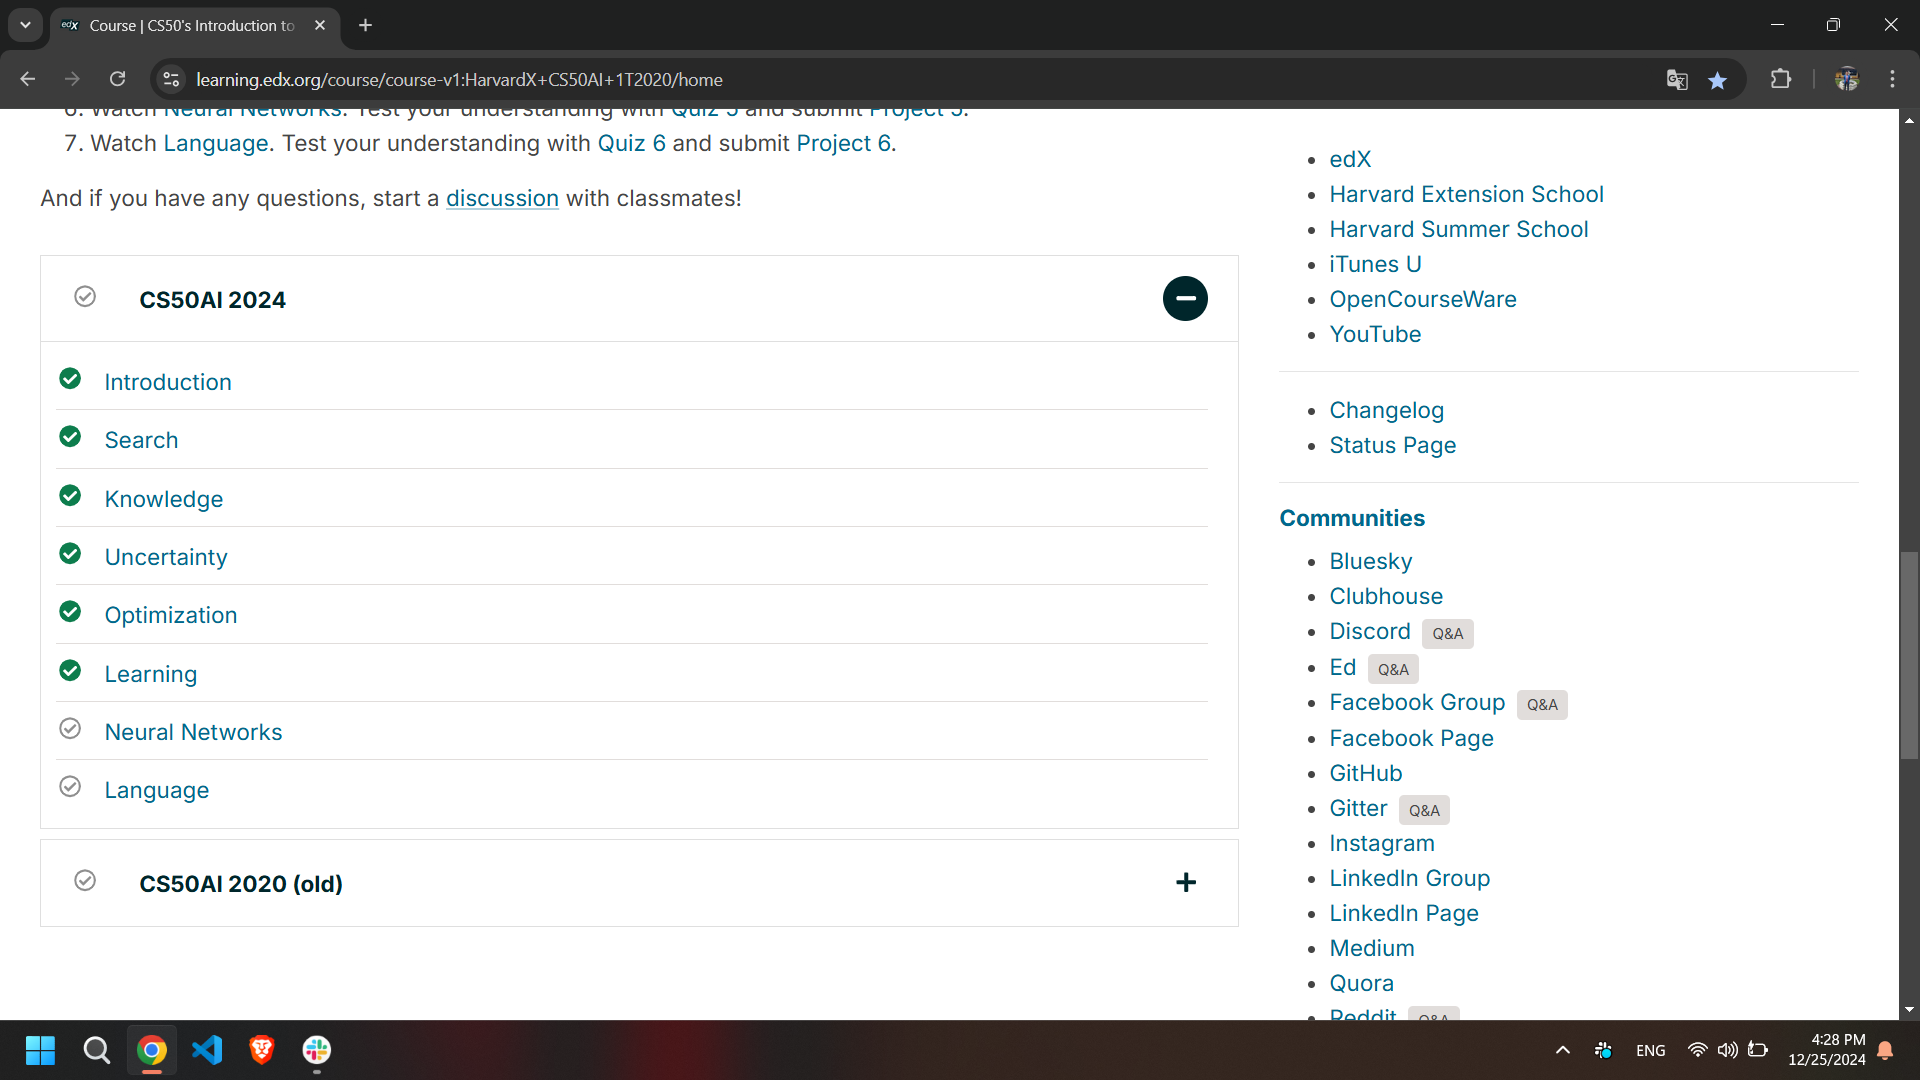 edX Course | CS50's Introduction to
learning.edx.org/course/course-v1:HarvardX+CS50AI+1T2020/home
6. Watch Neural Networks. Test your understanding with Quiz 5 and submit Project 5.
7. Watch Language. Test your understanding with Quiz 6 and submit Project 6.
And if you have any questions, start a discussion with classmates!
CS50AI 2024
Introduction
Search
Knowledge
Uncertainty
Optimization
Learning
Neural Networks
Language
CS50AI 2020 (old)
edX
Harvard Extension School
Harvard Summer School
iTunes U
OpenCourseWare
YouTube
Changelog
Status Page
Communities
Bluesky
Clubhouse
Discord Q&A
Ed Q&A
Facebook Group Q&A
Facebook Page
GitHub
Gitter Q&A
Instagram
LinkedIn Group
LinkedIn Page
Medium
Quora
Reddit Q&A
ENG
4:28 PM
12/25/2024